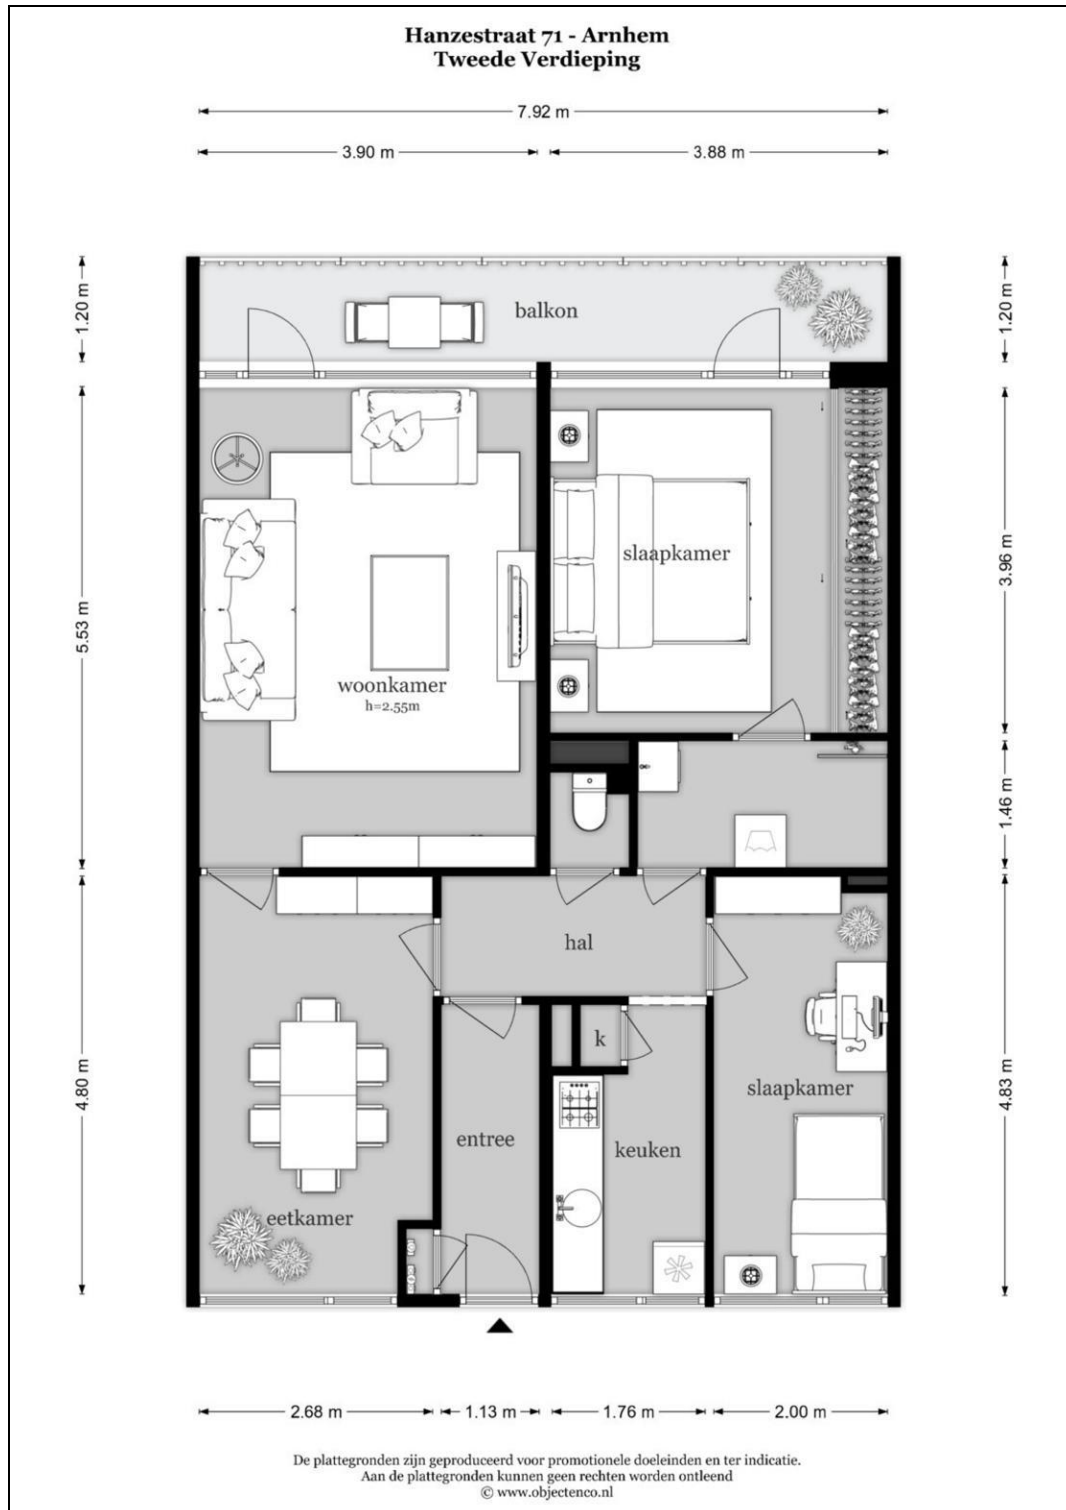 Hanzestraat 71 - Arnhem
Tweede Verdieping
7.92 m
3.90 m
3.88 m
1.20 m
1.20 m
balkon
5.53 m
3.96 m
slaapkamer
woonkamer
h=2.55m
1.46 m
hal
k
4.80 m
4.83 m
slaapkamer
entree
keuken
eetkamer
2.68 m
1.13 m
1.76 m
2.00 m
De plattegronden zijn geproduceerd voor promotionele doeleinden en ter indicatie.
Aan de plattegronden kunnen geen rechten worden ontleend
© www.objectenco.nl